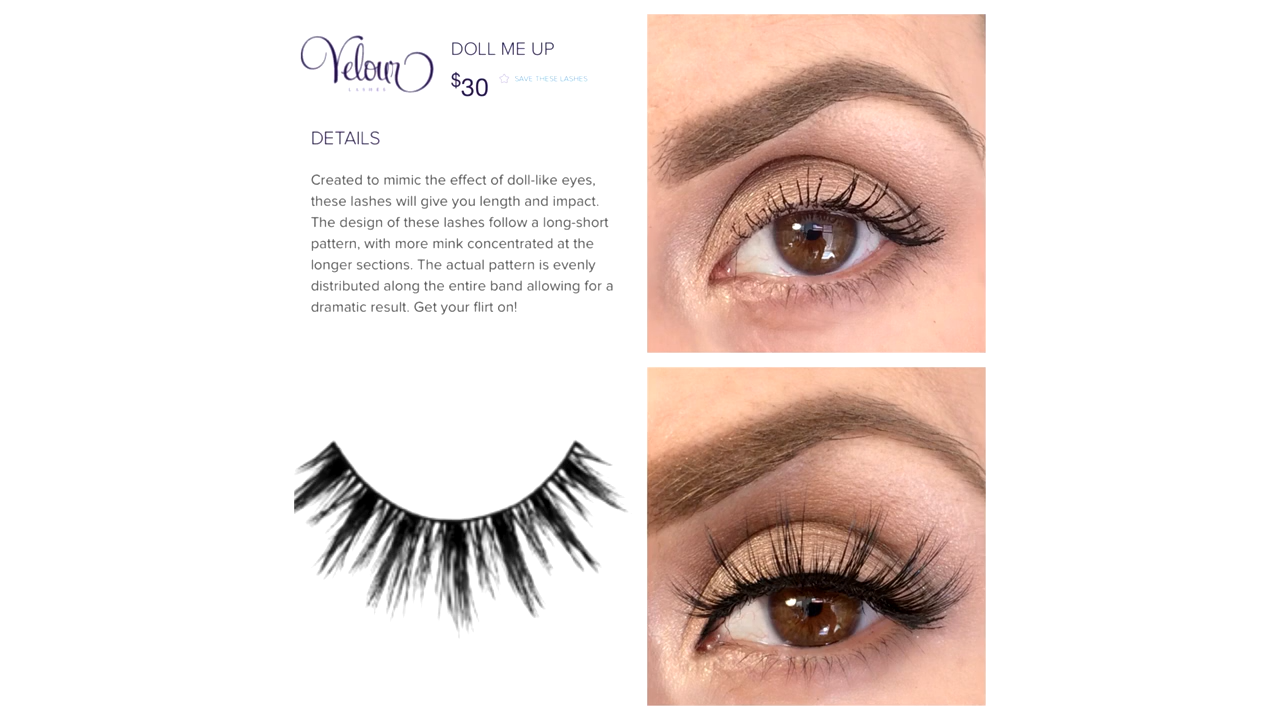 Velour
LASHES
DOLL ME UP
$30
SAVE THESE LASHES
DETAILS
Created to mimic the effect of doll-like eyes,
these lashes will give you length and impact.
The design of these lashes follow a long-short
pattern, with more mink concentrated at the
longer sections. The actual pattern is evenly
distributed along the entire band allowing for a
dramatic result. Get your flirt on!